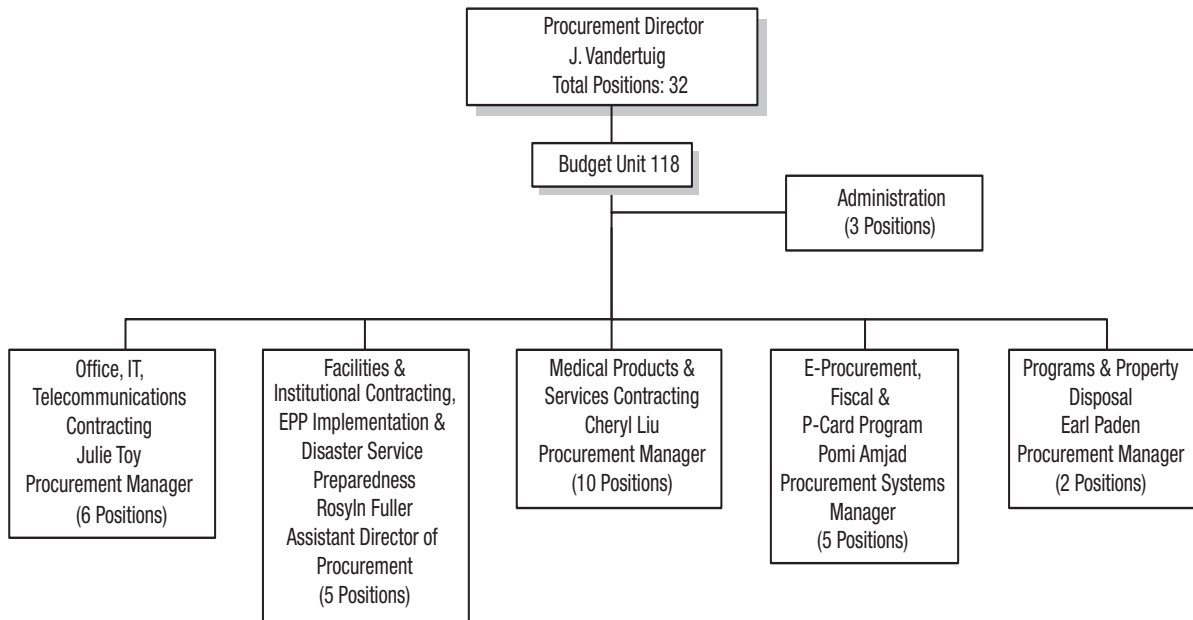 Procurement Director
J. Vandertuig
Total Positions: 32
Budget Unit 118
Administration
(3 Positions)
Office, IT,
Telecommunications
Contracting
Julie Toy
Procurement Manager
(6 Positions)
Facilities &
Institutional Contracting,
EPP Implementation &
Disaster Service
Preparedness
Rosyln Fuller
Assistant Director of
Procurement
(5 Positions)
Medical Products &
Services Contracting
Cheryl Liu
Procurement Manager
(10 Positions)
E-Procurement,
Fiscal &
P-Card Program
Pomi Amjad
Procurement Systems
Manager
(5 Positions)
Programs & Property
Disposal
Earl Paden
Procurement Manager
(2 Positions)